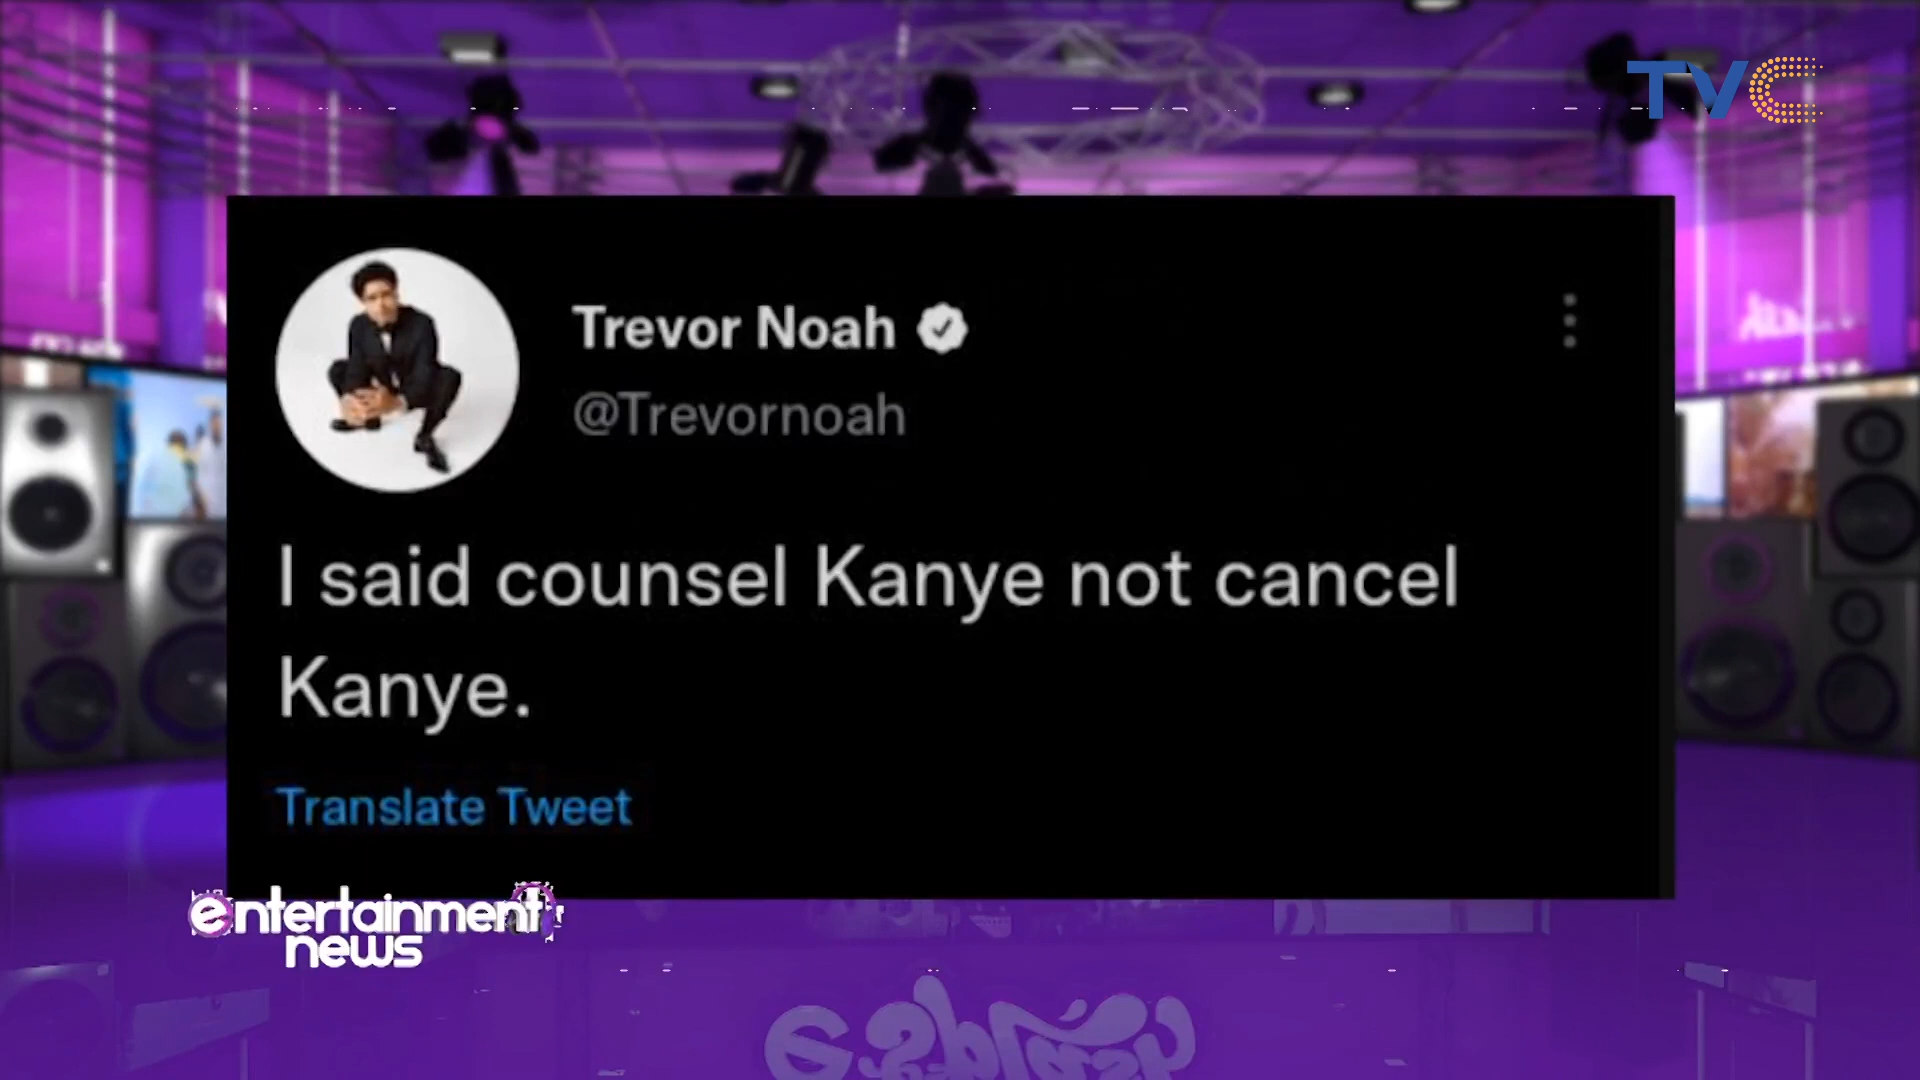 TVC
Trevor Noah
@Trevornoah
I said counsel Kanye not cancel
Kanye.
Translate Tweet
entertainment
news